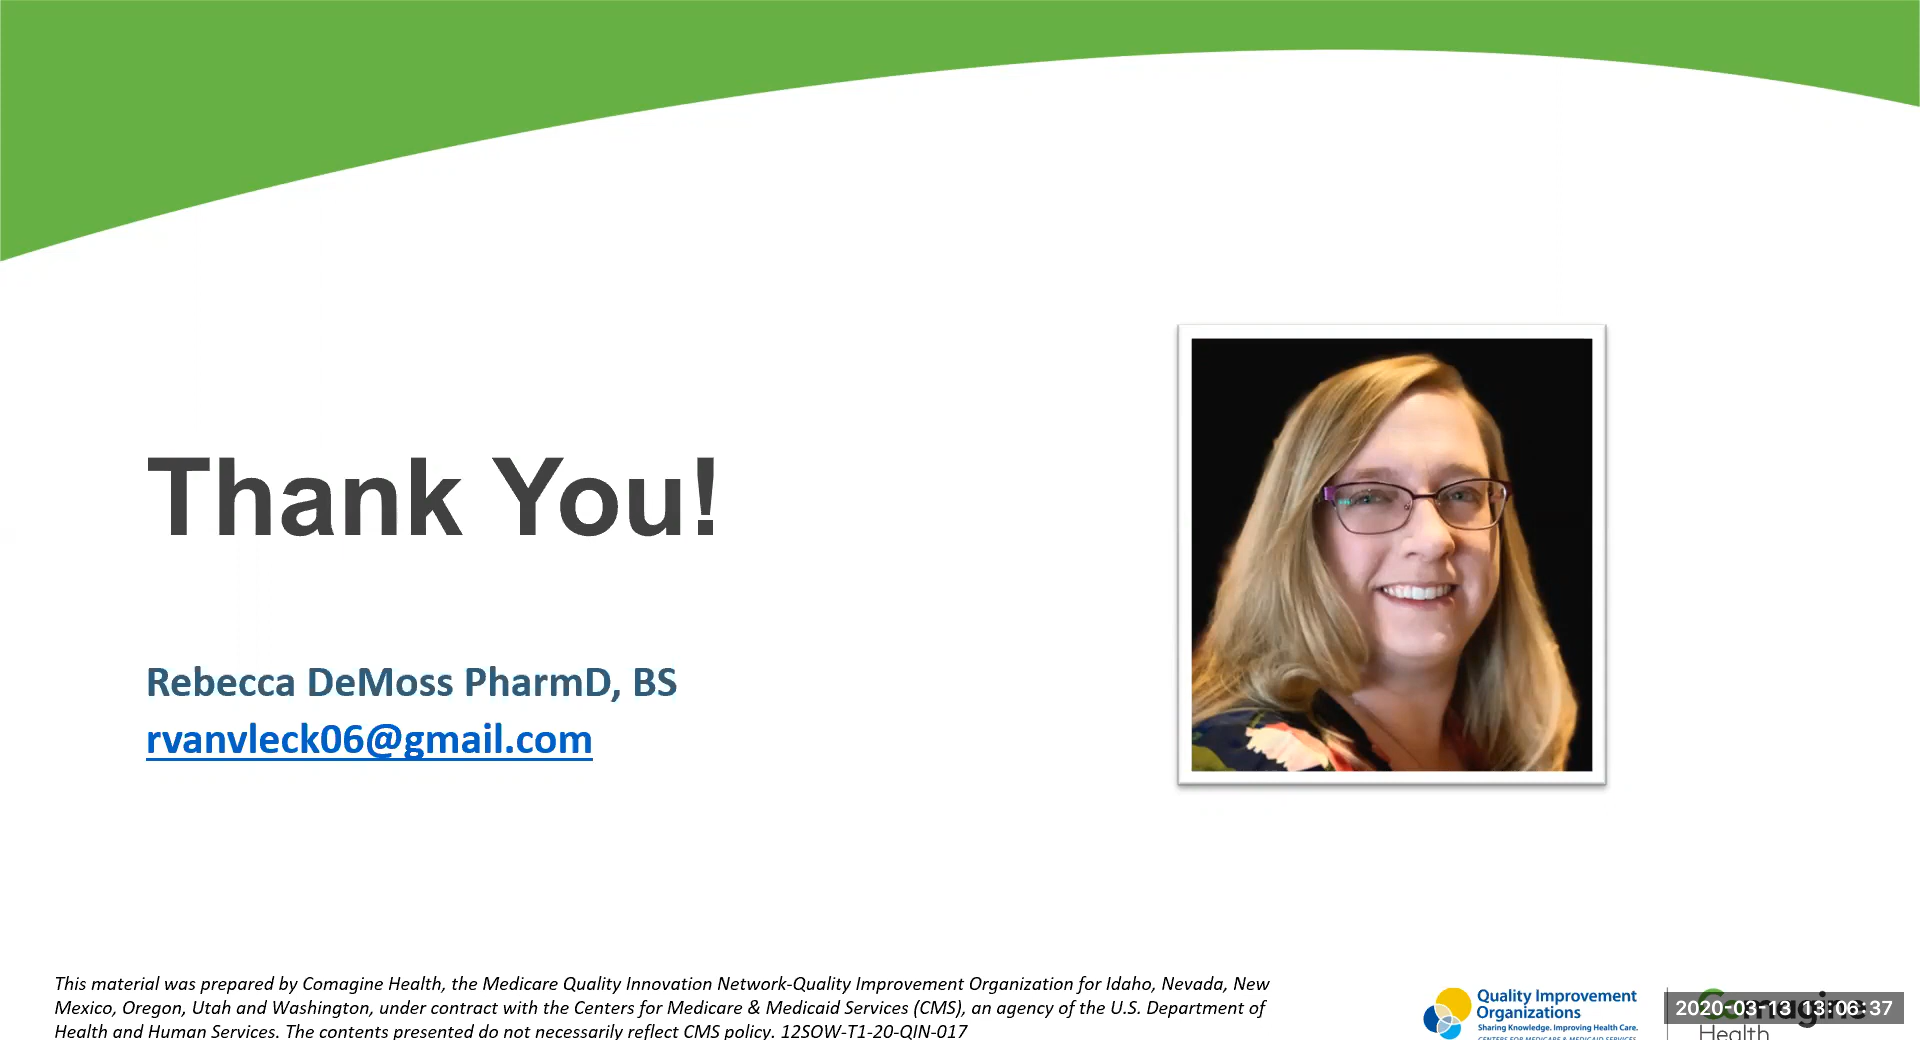 Thank You!
Rebecca DeMoss PharmD, BS
rvanvleck06@gmail.com
This material was prepared by Comagine Health, the Medicare Quality Innovation Network-Quality Improvement Organization for Idaho, Nevada, New
Mexico, Oregon, Utah and Washington, under contract with the Centers for Medicare & Medicaid Services (CMS), an agency of the U.S. Department of
Health and Human Services. The contents presented do not necessarily reflect CMS policy. 12SOW-T1-20-QIN-017
Quality Improvement
Organizations
Sharing Knowledge. Improving Health Care.
CENTERS FOR MEDICARE & MEDICAID SERVICES
2020-03-13 13:06:37
Comagine
Health